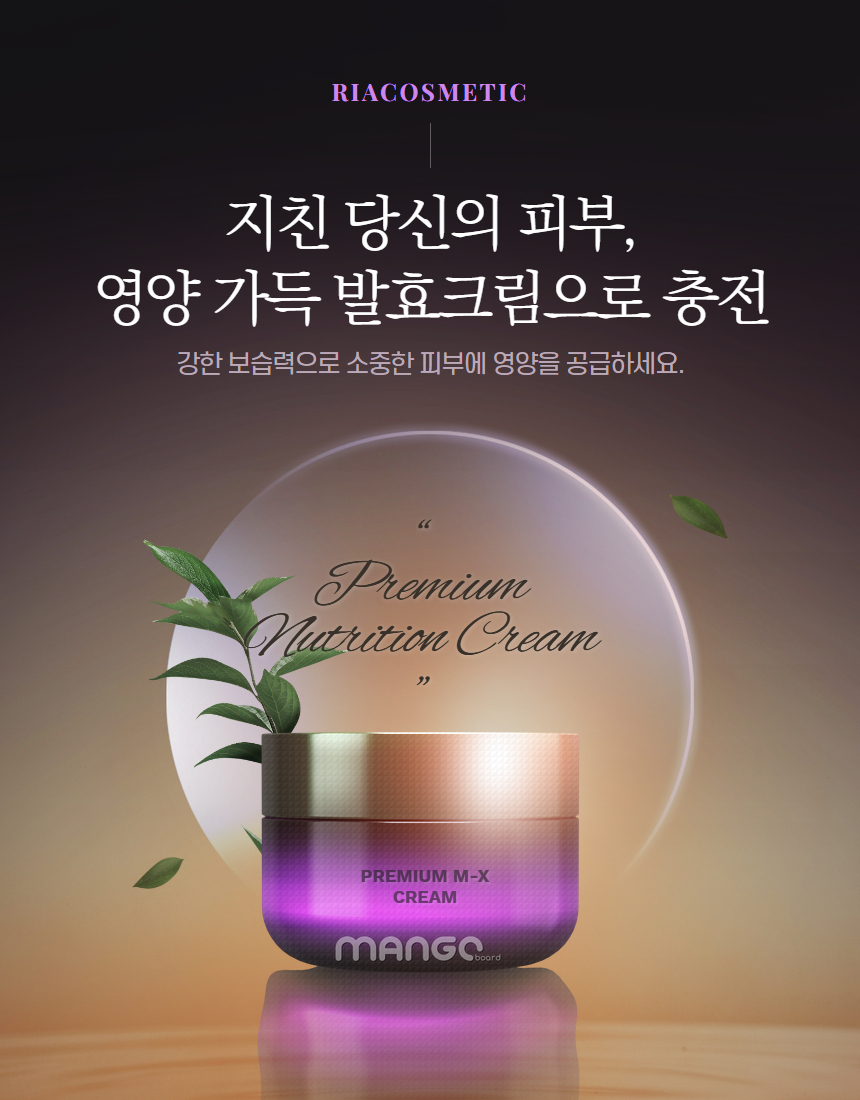 RIACOSMETIC
지친 당신의 피부,
영양 가득 발효크림으로 충전
강한 보습력으로 소중한 피부에 영양을 공급하세요.
“
Premium
Nutrition Cream
”
PREMIUM M-X
CREAM
MANGO board